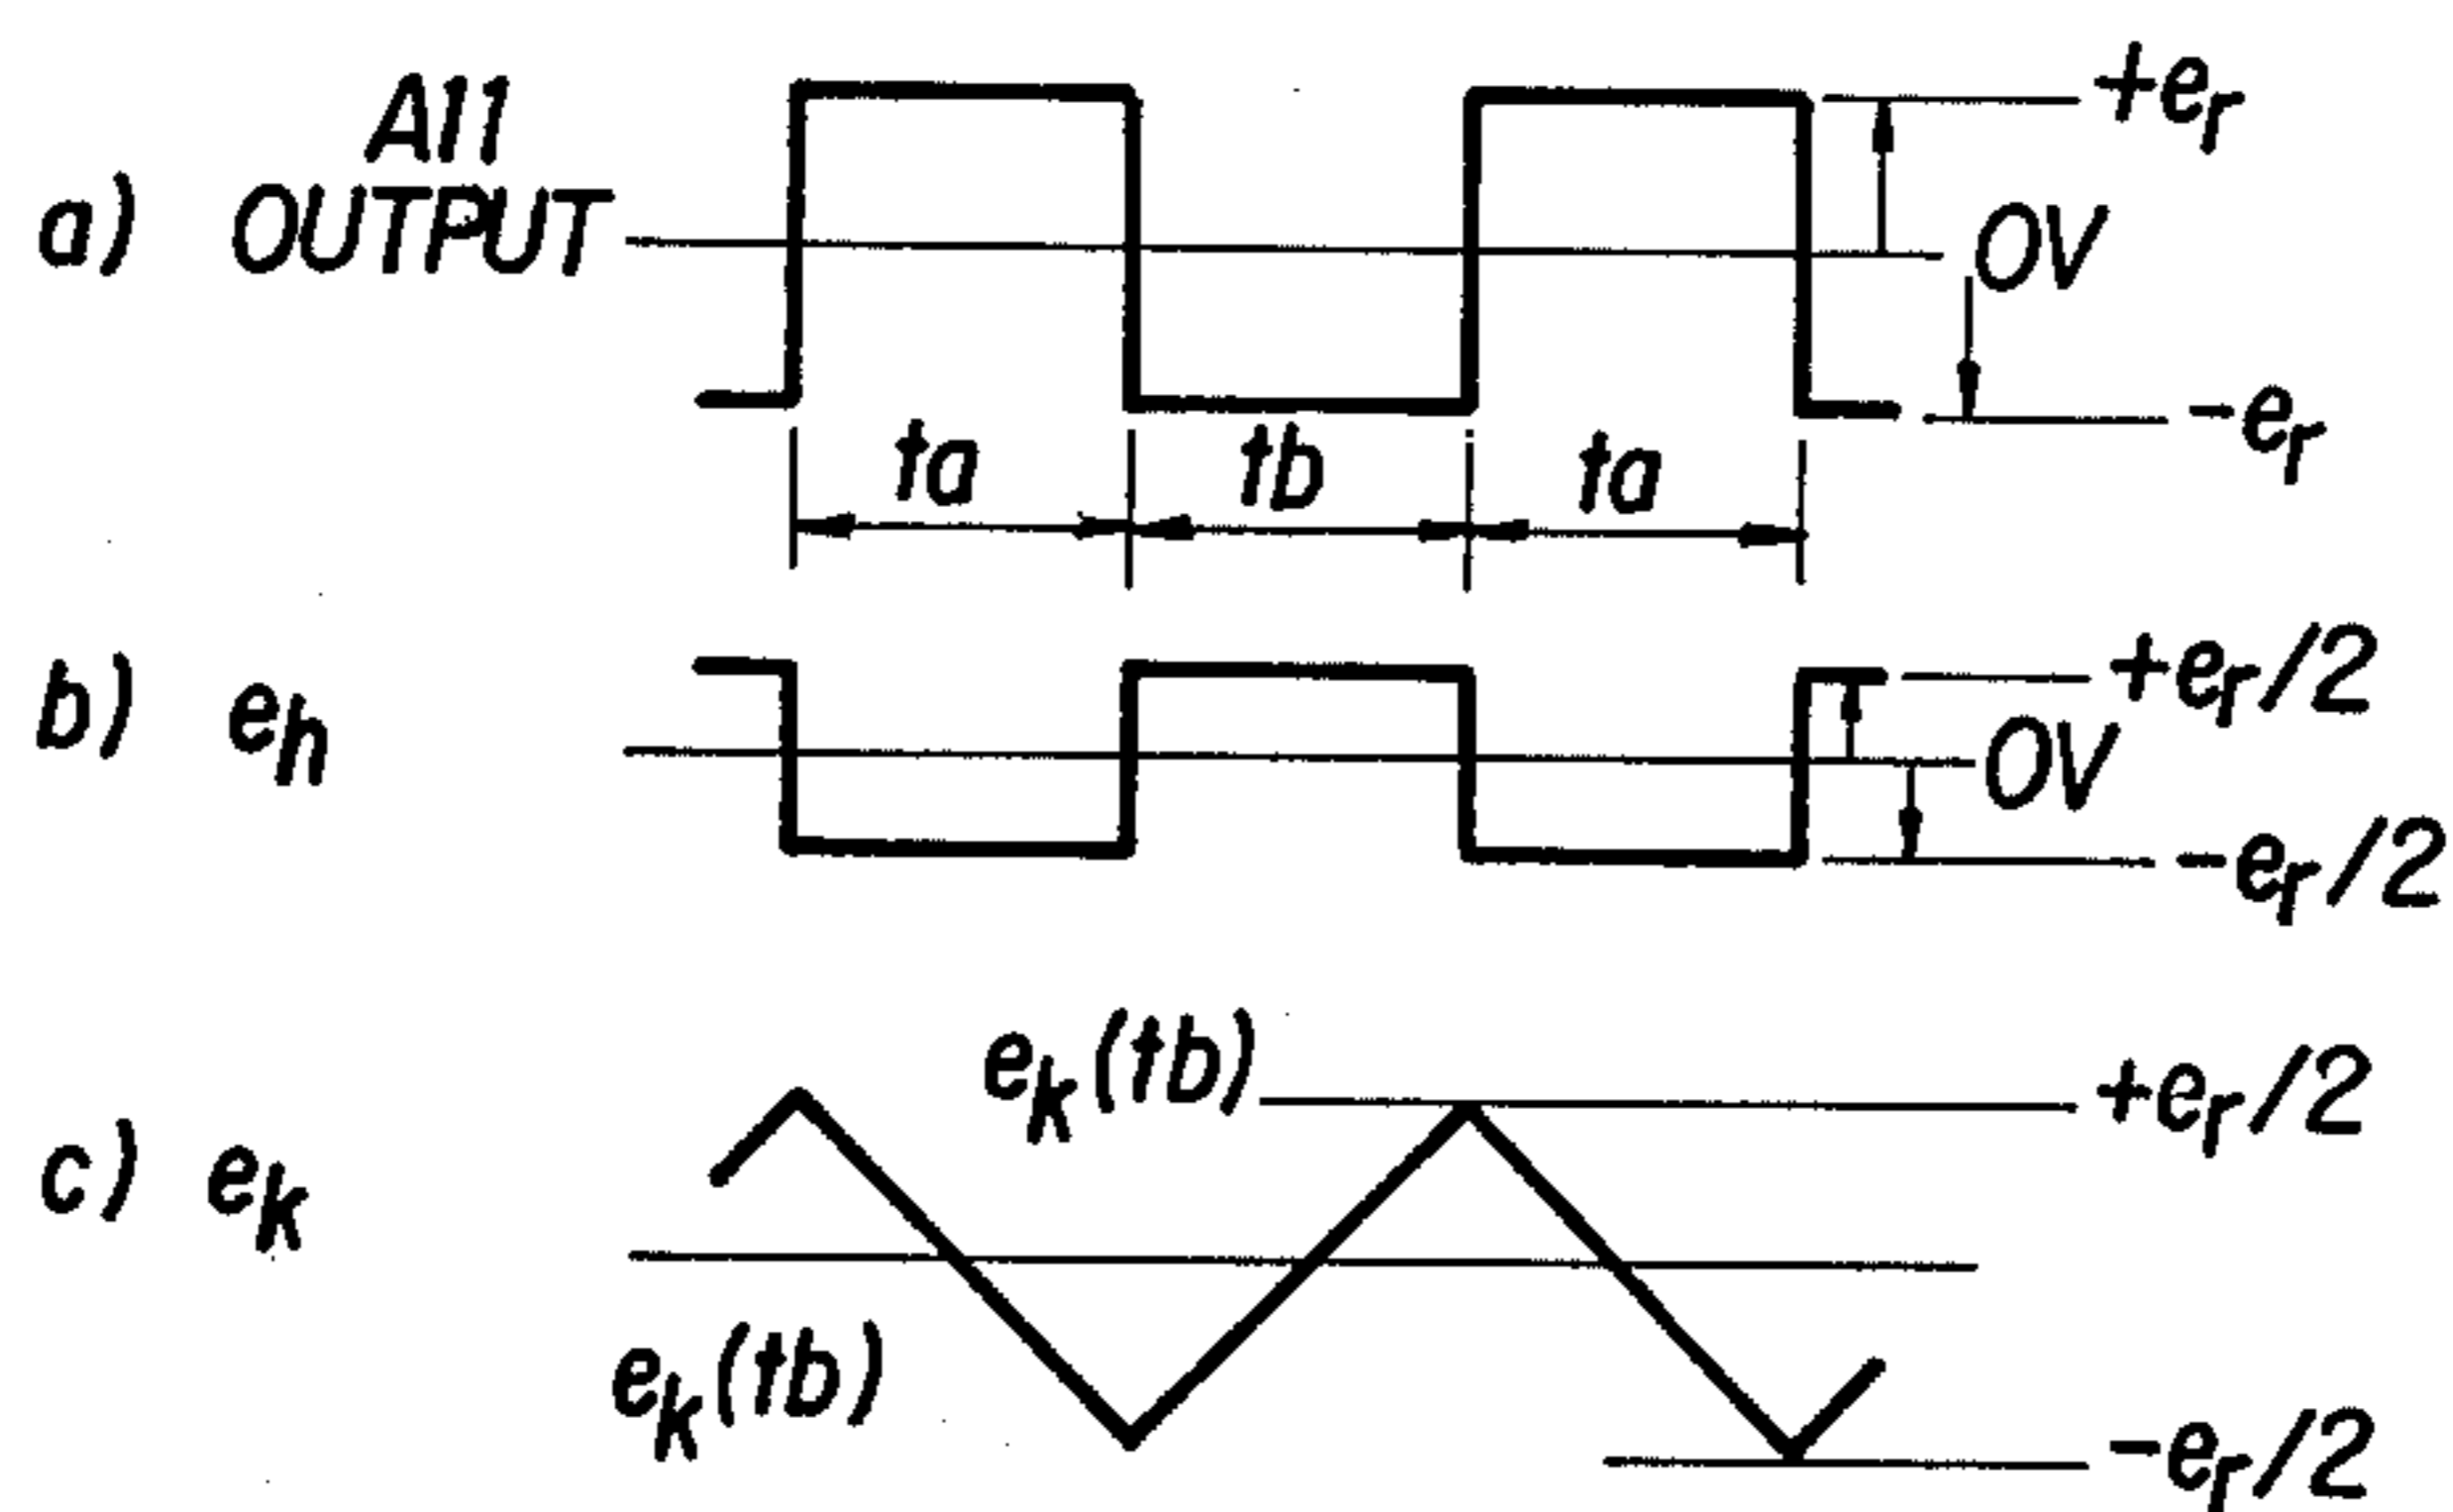 A11
a) OUTPUT
+er
0V
-er
ta tb ta
b) eh
+er/2
0V
-er/2
c) ek
ek(tb)
+er/2
ek(tb)
-er/2